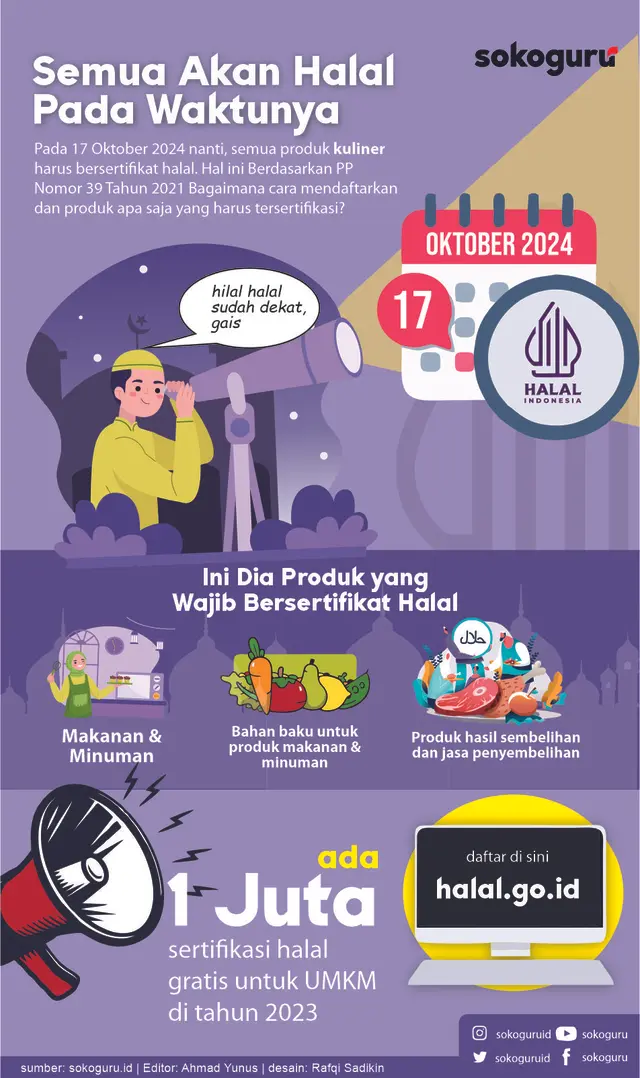 sokoguru
Semua Akan Halal
Pada Waktunya
Pada 17 Oktober 2024 nanti, semua produk kuliner
harus bersertifikat halal. Hal ini Berdasarkan PP
Nomor 39 Tahun 2021 Bagaimana cara mendaftarkan
dan produk apa saja yang harus tersertifikasi?
OKTOBER 2024
17
HALAL
INDONESIA
hilal halal
sudah dekat,
gais
Ini Dia Produk yang
Wajib Bersertifikat Halal
حلال
Makanan &
Minuman
Bahan baku untuk
produk makanan &
minuman
Produk hasil sembelihan
dan jasa penyembelihan
ada
1 Juta
sertifikasi halal
gratis untuk UMKM
di tahun 2023
daftar di sini
halal.go.id
sokoguruid
sokoguru
sokoguruid
sokoguru
sumber: sokoguru.id | Editor: Ahmad Yunus | desain: Rafqi Sadikin